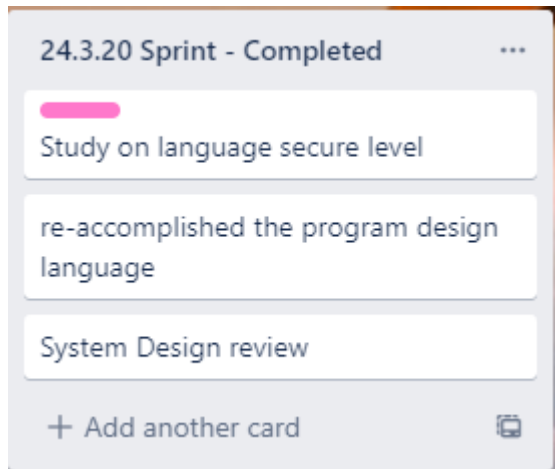 24.3.20 Sprint - Completed
Study on language secure level
re-accomplished the program design
language
System Design review
+ Add another card